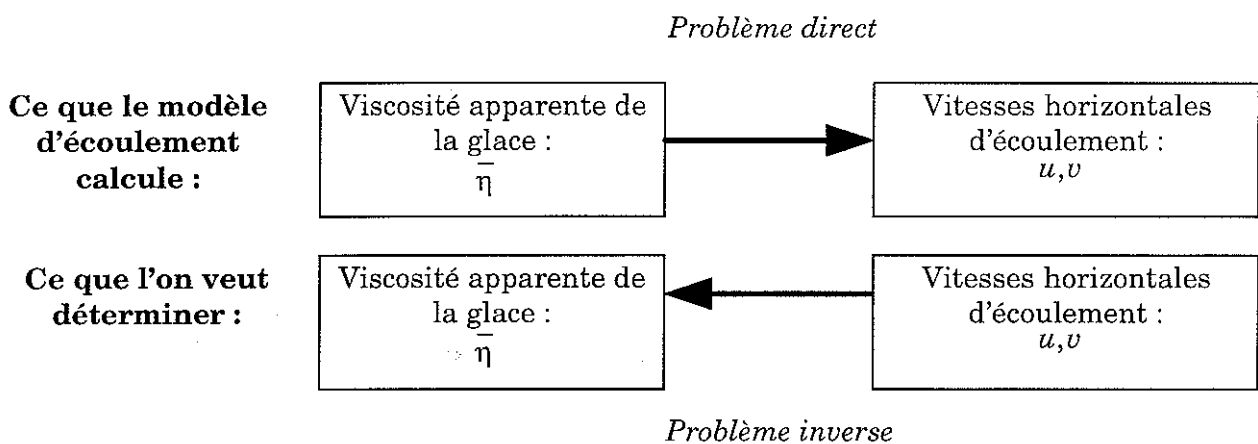 Problème direct
Ce que le modèle
d'écoulement
calcule :
Viscosité apparente de
la glace :
η̅
Vitesses horizontales
d'écoulement :
u,v
Ce que l'on veut
déterminer :
Viscosité apparente de
la glace :
η̅
Vitesses horizontales
d'écoulement :
u,v
Problème inverse